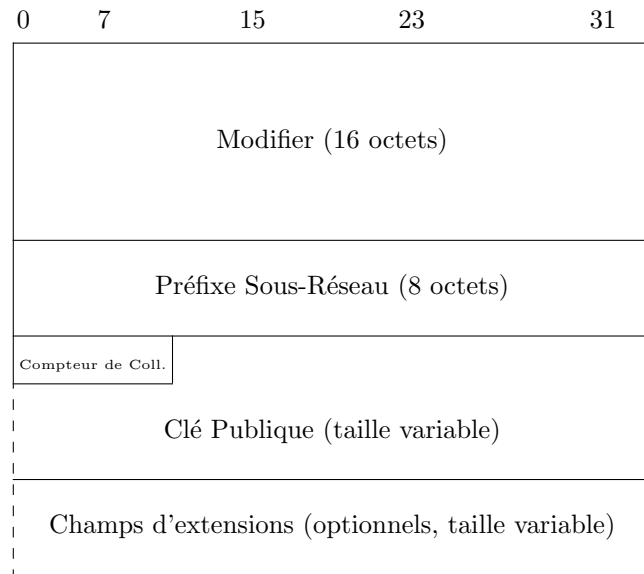 0 7 15 23 31
Modifier (16 octets)
Préfixe Sous-Réseau (8 octets)
Compteur de Coll.
Clé Publique (taille variable)
Champs d'extensions (optionnels, taille variable)